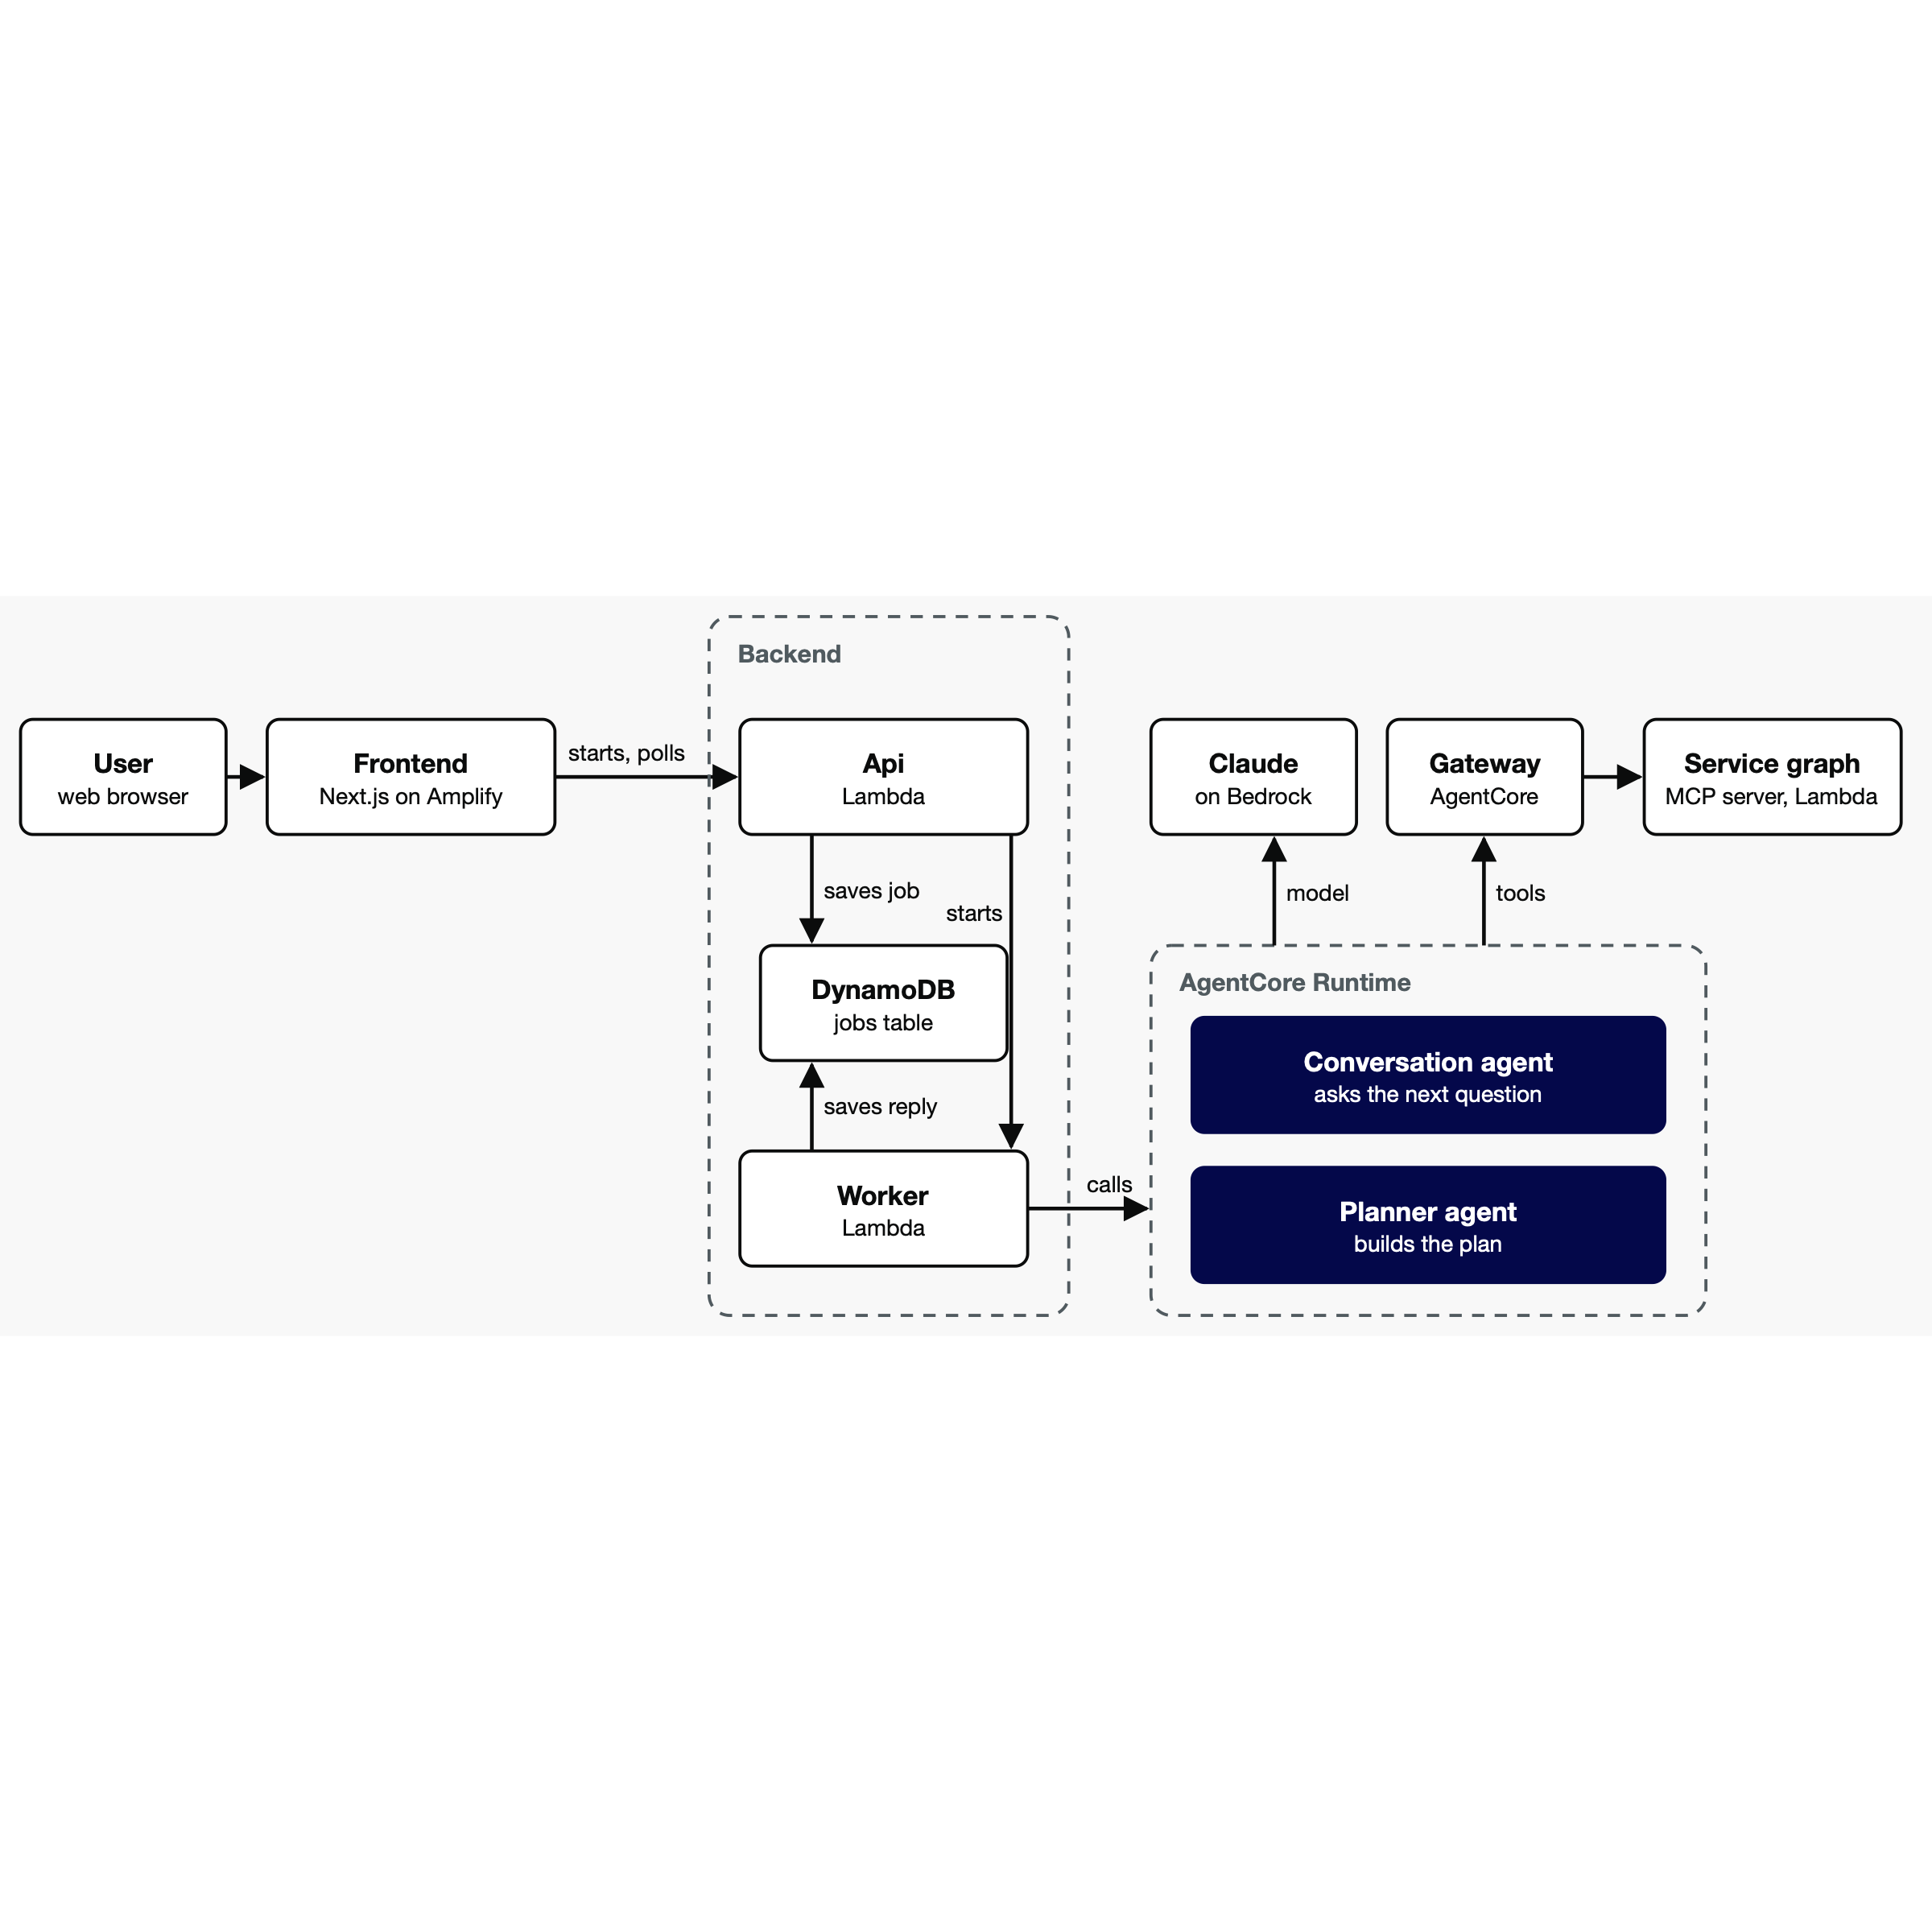 Backend
User
web browser
Frontend
Next.js on Amplify
starts, polls
Api
Lambda
Claude
on Bedrock
Gateway
AgentCore
Service graph
MCP server, Lambda
saves job
starts
model
tools
DynamoDB
jobs table
AgentCore Runtime
Conversation agent
asks the next question
saves reply
Worker
Lambda
calls
Planner agent
builds the plan